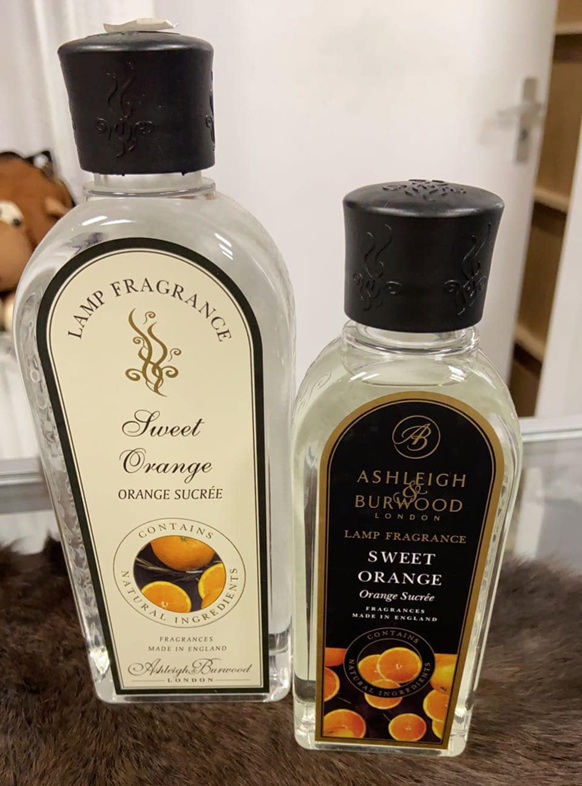 LAMP FRAGRANCE
Sweet
Orange
ORANGE SUCRÉE
CONTAINS
NATURAL INGREDIENTS
FRAGRANCES
MADE IN ENGLAND
Ashleigh & Burwood
LONDON
AB
ASHLEIGH
&
BURWOOD
LONDON
LAMP FRAGRANCE
SWEET
ORANGE
Orange Sucrée
FRAGRANCES
MADE IN ENGLAND
CONTAINS
NATURAL INGREDIENTS